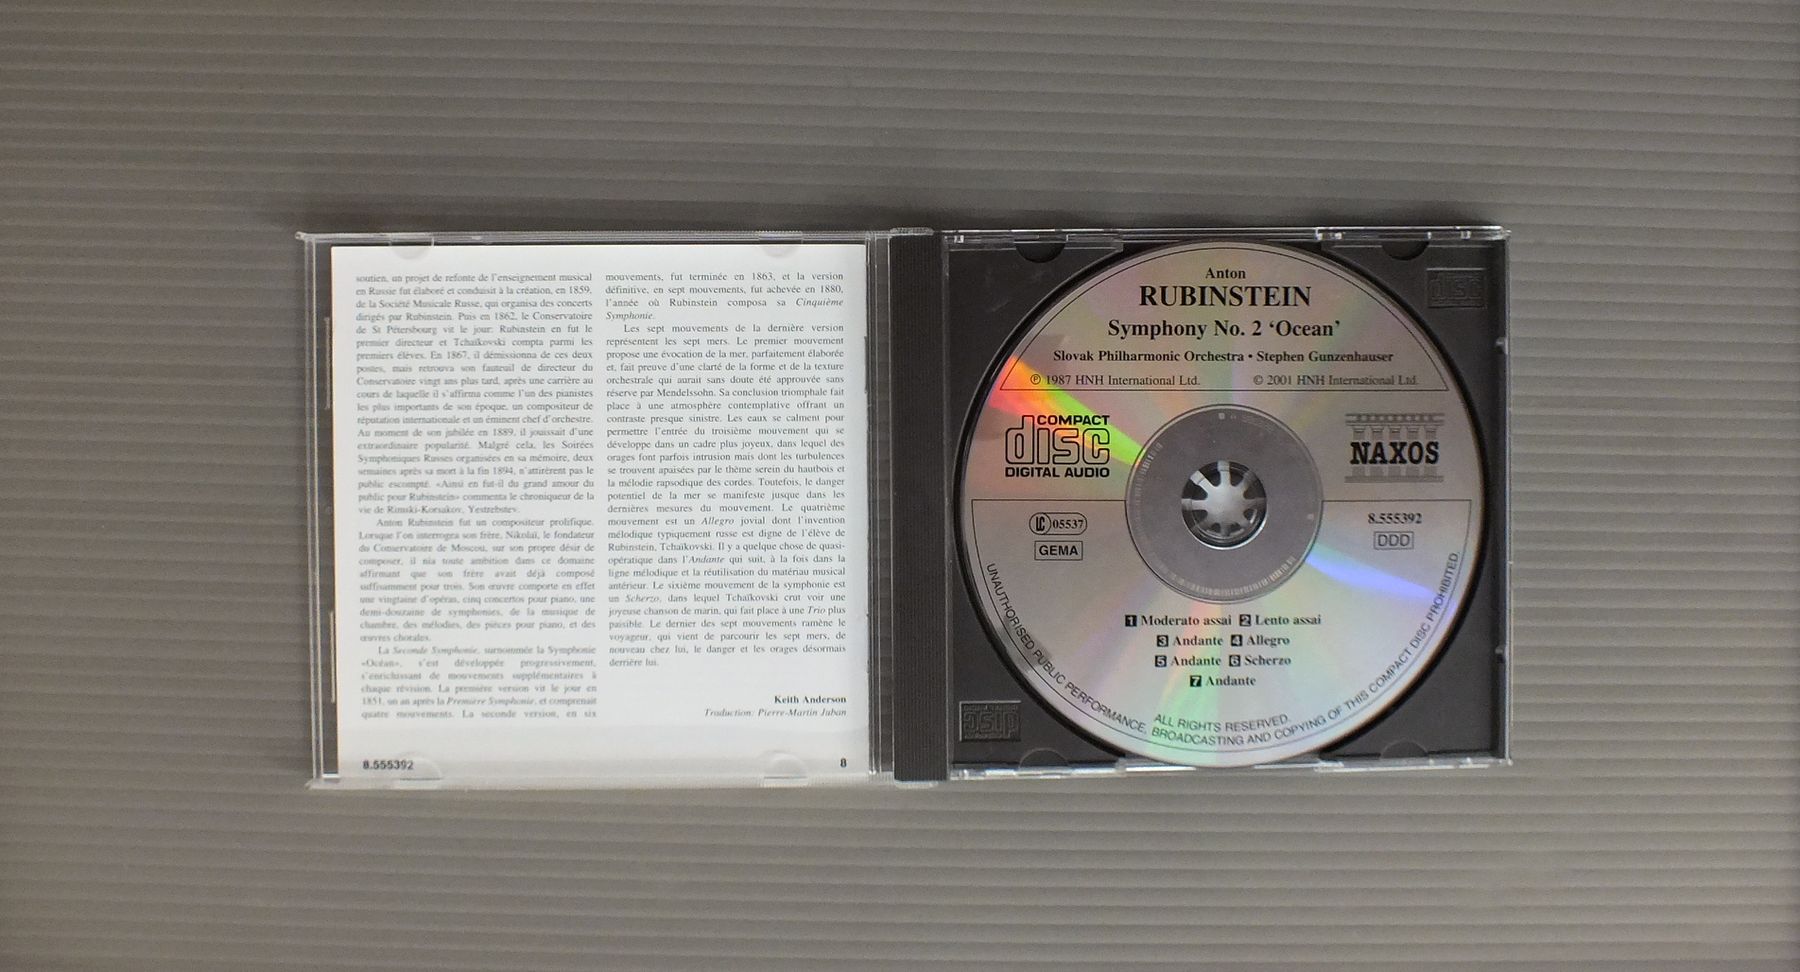 soutien, un projet de refonte de l'enseignement musical
en Russie fut élaboré et conduisit à la création, en 1859,
de la Société Musicale Russe, qui organisa des concerts
dirigés par Rubinstein. Puis en 1862, le Conservatoire
de St Pétersbourg vit le jour: Rubinstein en fut le
premier directeur et Tchaïkovski compta parmi les
premiers élèves. En 1867, il démissionna de ces deux
postes, mais retrouva son fauteuil de directeur du
Conservatoire vingt ans plus tard, après une carrière au
cours de laquelle il s'affirma comme l'un des pianistes
les plus importants de son époque, un compositeur de
réputation internationale et un éminent chef d'orchestre.
Au moment de son jubilée en 1889, il jouissait d'une
extraordinaire popularité. Malgré cela, les Soirées
Symphoniques Russes organisées en sa mémoire, deux
semaines après sa mort à la fin 1894, n'attirèrent pas le
public escompté. «Ainsi en fut-il du grand amour du
public pour Rubinstein» commenta le chroniqueur de la
vie de Rimski-Korsakov, Yestrebstev.
Anton Rubinstein fut un compositeur prolifique.
Lorsque l'on interrogea son frère, Nikolaï, le fondateur
du Conservatoire de Moscou, sur son propre désir de
composer, il nia toute ambition dans ce domaine
affirmant que son frère avait déjà composé
suffisamment pour trois. Son œuvre comporte en effet
une vingtaine d'opéras, cinq concertos pour piano, une
demi-douzaine de symphonies, de la musique de
chambre, des mélodies, des pièces pour piano, et des
œuvres chorales.
La Seconde Symphonie, surnommée la Symphonie
«Océan», s'est développée progressivement,
s'enrichissant de mouvements supplémentaires à
chaque révision. La première version vit le jour en
1851, un an après la Première Symphonie, et comprenait
quatre mouvements. La seconde version, en six
mouvements, fut terminée en 1863, et la version
définitive, en sept mouvements, fut achevée en 1880,
l'année où Rubinstein composa sa Cinquième
Symphonie.
Les sept mouvements de la dernière version
représentent les sept mers. Le premier mouvement
propose une évocation de la mer, parfaitement élaborée
et, fait preuve d'une clarté de la forme et de la texture
orchestrale qui aurait sans doute été approuvée sans
réserve par Mendelssohn. Sa conclusion triomphale fait
place à une atmosphère contemplative offrant un
contraste presque sinistre. Les eaux se calment pour
permettre l'entrée du troisième mouvement qui se
développe dans un cadre plus joyeux, dans lequel des
orages font parfois intrusion mais dont les turbulences
se trouvent apaisées par le thème serein du hautbois et
la mélodie rapsodique des cordes. Toutefois, le danger
potentiel de la mer se manifeste jusque dans les
dernières mesures du mouvement. Le quatrième
mouvement est un Allegro jovial dont l'invention
mélodique typiquement russe est digne de l'élève de
Rubinstein, Tchaïkovski. Il y a quelque chose de quasi-
opératique dans l'Andante qui suit, à la fois dans la
ligne mélodique et la réutilisation du matériau musical
antérieur. Le sixième mouvement de la symphonie est
un Scherzo, dans lequel Tchaïkovski crut voir une
joyeuse chanson de marin, qui fait place à une Trio plus
paisible. Le dernier des sept mouvements ramène le
voyageur, qui vient de parcourir les sept mers, de
nouveau chez lui, le danger et les orages désormais
derrière lui.
Keith Anderson
Traduction: Pierre-Martin Juban
8.555392
8
Anton
RUBINSTEIN
Symphony No. 2 'Ocean'
Slovak Philharmonic Orchestra • Stephen Gunzenhauser
℗ 1987 HNH International Ltd. © 2001 HNH International Ltd.
COMPACT
disc
DIGITAL AUDIO
NAXOS
LC 05537
GEMA
8.555392
DDD
1 Moderato assai 2 Lento assai
3 Andante 4 Allegro
5 Andante 6 Scherzo
7 Andante
ALL RIGHTS RESERVED.
UNAUTHORISED PUBLIC PERFORMANCE, BROADCASTING AND COPYING OF THIS COMPACT DISC PROHIBITED.
disc
disc